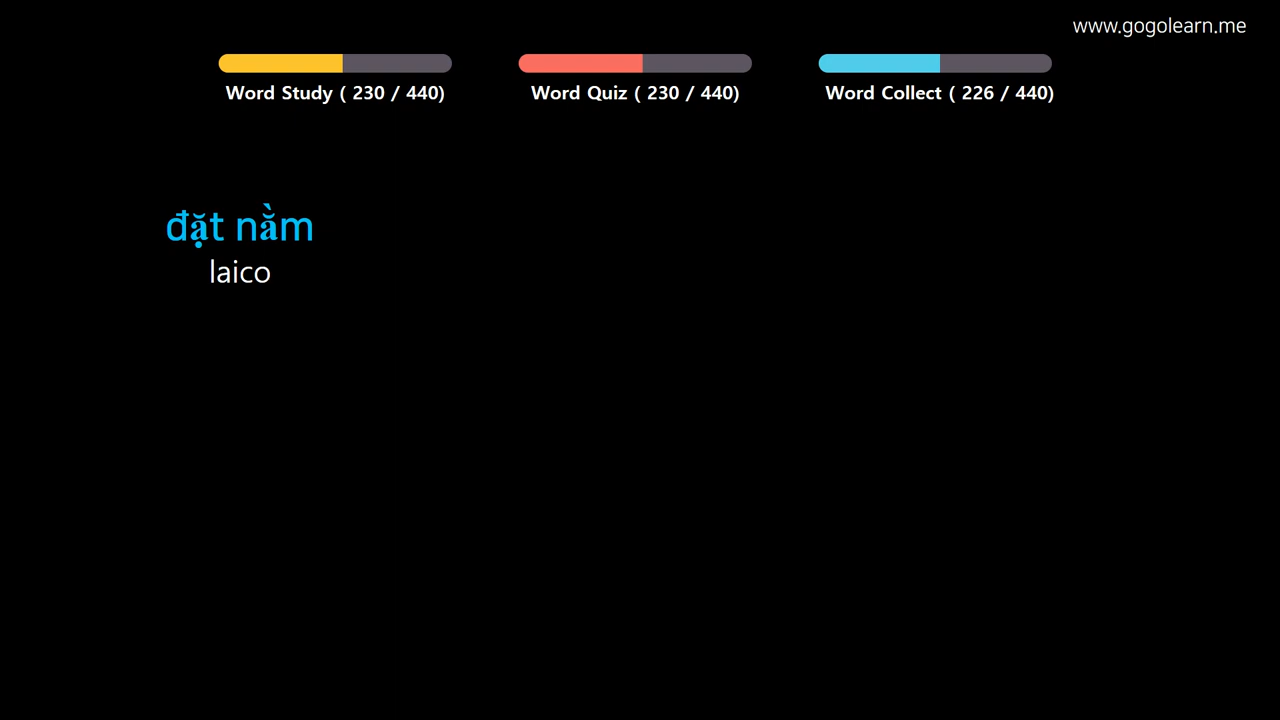 www.gogolearn.me
Word Study ( 230 / 440)
Word Quiz ( 230 / 440)
Word Collect ( 226 / 440)
đặt nằm
laico